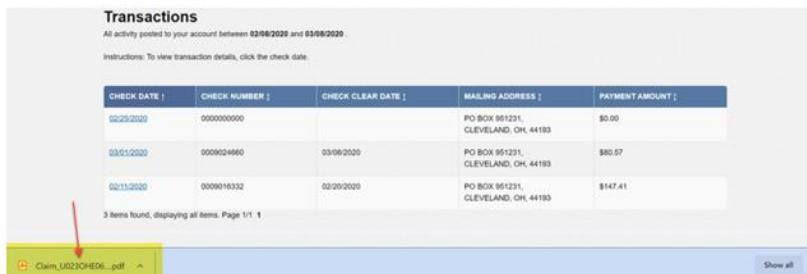 Transactions
All activity posted to your account between 02/08/2020 and 03/08/2020 .
Instructions: To view transaction details, click the check date.
CHECK DATE CHECK NUMBER CHECK CLEAR DATE MAILING ADDRESS PAYMENT AMOUNT
02/25/2020 0000000000 PO BOX 951231, $0.00
CLEVELAND, OH, 44193
03/01/2020 0009024660 03/06/2020 PO BOX 951231, $80.57
CLEVELAND, OH, 44193
02/11/2020 0009016332 02/20/2020 PO BOX 951231, $147.41
CLEVELAND, OH, 44193
3 items found, displaying all items. Page 1/1 1
Claim_U023OHE06....pdf Show all